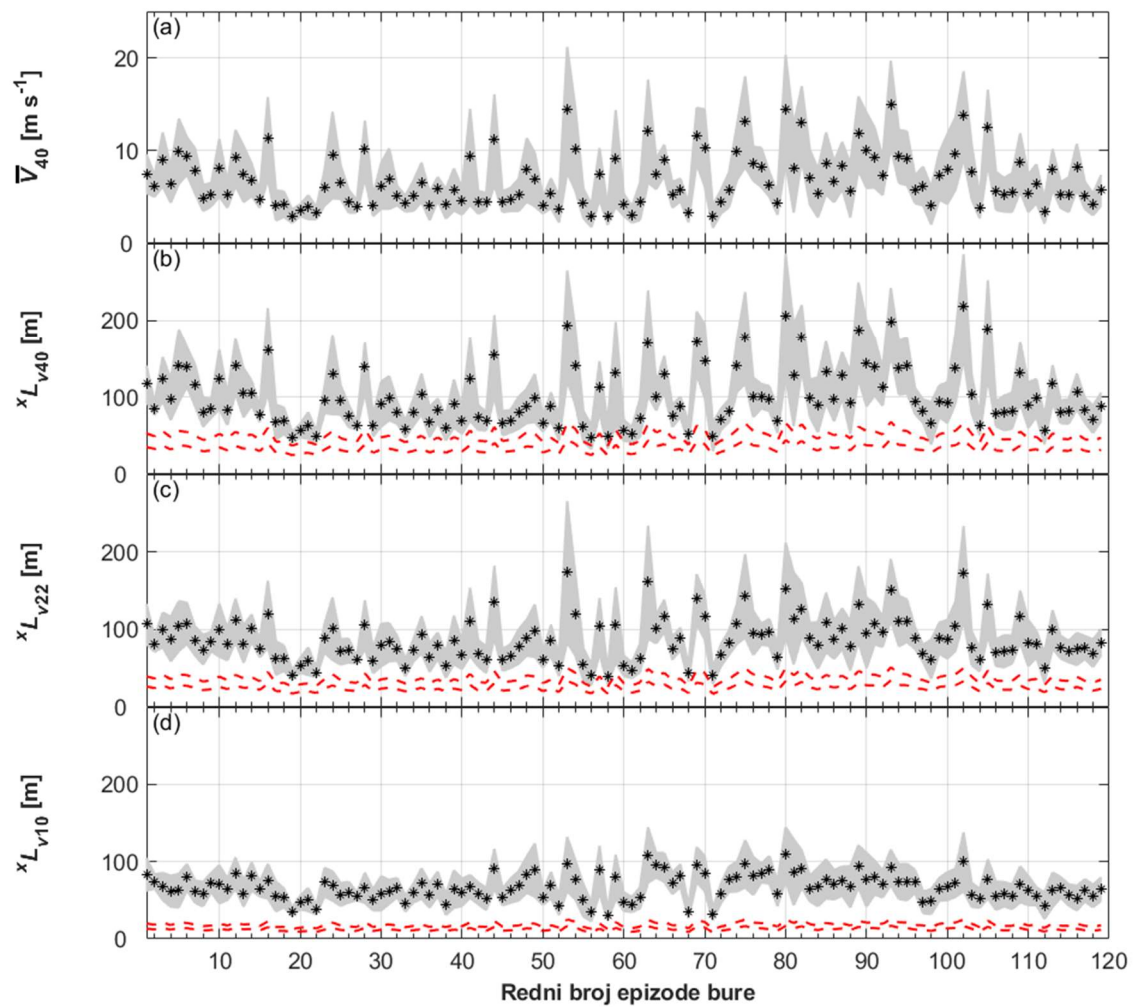 (a)
20
10
0
V̅₄₀ [m s⁻¹]
(b)
200
100
0
ˣLᵥ₄₀ [m]
(c)
200
100
0
ˣLᵥ₂₂ [m]
(d)
200
100
0
ˣLᵥ₁₀ [m]
10 20 30 40 50 60 70 80 90 100 110 120
Redni broj epizode bure